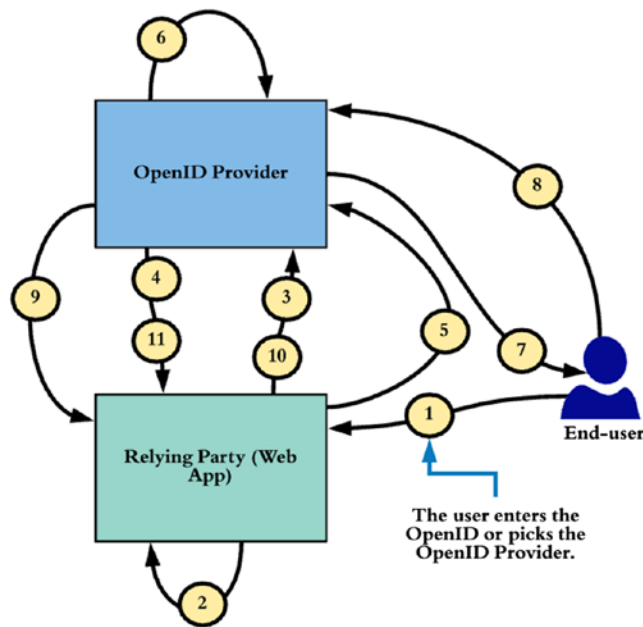 6
OpenID Provider
8
9
4
3
5
11
10
7
1
End-user
Relying Party (Web
App)
The user enters the
OpenID or picks the
OpenID Provider.
2